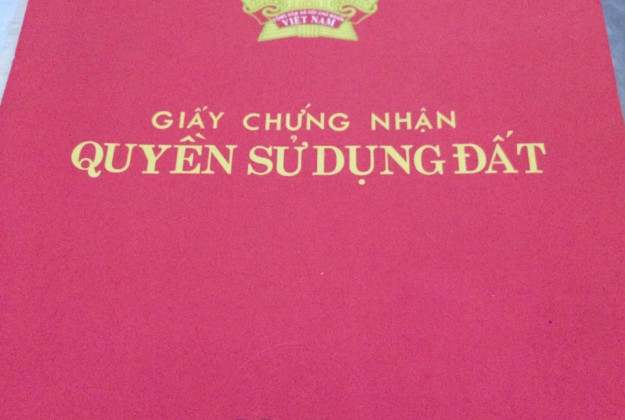 VIỆT NAM
GIẤY CHỨNG NHẬN
QUYỀN SỬ DỤNG ĐẤT